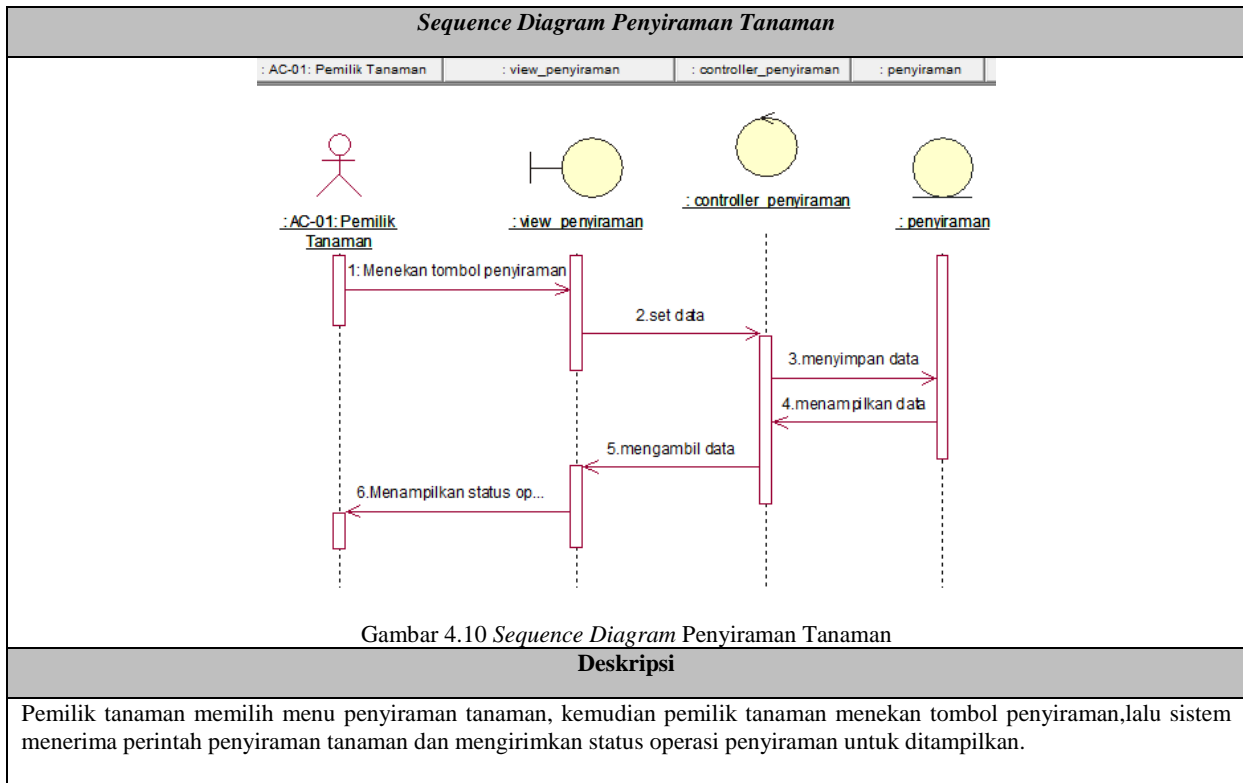 Sequence Diagram Penyiraman Tanaman
: AC-01: Pemilik Tanaman : view_penyiraman : controller_penyiraman : penyiraman
: AC-01: Pemilik
Tanaman
: view_penyiraman
: controller_penyiraman
: penyiraman
1: Menekan tombol penyiraman
2.set data
3.menyimpan data
4.menampilkan data
5.mengambil data
6.Menampilkan status op...
Gambar 4.10 Sequence Diagram Penyiraman Tanaman
Deskripsi
Pemilik tanaman memilih menu penyiraman tanaman, kemudian pemilik tanaman menekan tombol penyiraman,lalu sistem
menerima perintah penyiraman tanaman dan mengirimkan status operasi penyiraman untuk ditampilkan.